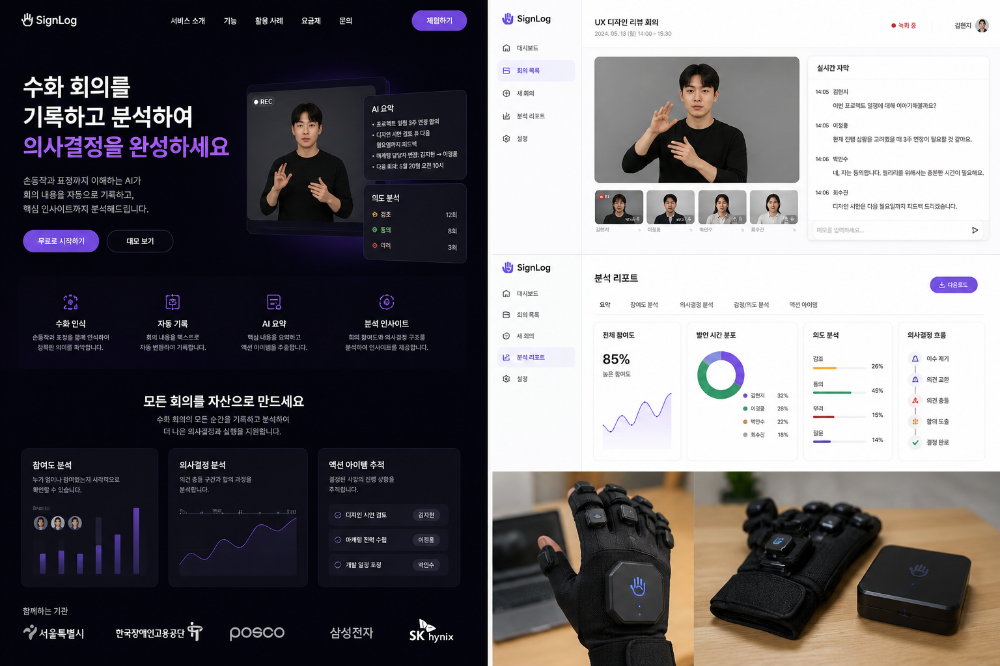 SignLog
서비스 소개
기능
활용 사례
요금제
문의
체험하기
수화 회의를
기록하고 분석하여
의사결정을 완성하세요
손동작과 표정까지 이해하는 AI가
회의 내용을 자동으로 기록하고,
핵심 인사이트까지 분석해드립니다.
무료로 시작하기
대모 보기
REC
AI 요약
• 프로젝트 일정 3주 연장 합의
• 디자인 시안 검토 후 다음
월요일까지 피드백
• 마케팅 담당자 변경: 김지현 → 이정훈
• 다음 회의: 5월 20일 오전 10시
의도 분석
강조 12회
동의 8회
3회
수화 인식
손동작과 표정을 함께 인식하여
정확한 의미를 파악합니다.
자동 기록
회의 내용을 텍스트로
자동 변환하여 기록합니다.
AI 요약
핵심 내용을 요약하고
액션 아이템을 추출합니다.
분석 인사이트
회의 참여도와 의사결정 구조를
분석하여 인사이트를 제공합니다.
모든 회의를 자산으로 만드세요
수화 회의의 모든 순간을 기록하고 분석하여
더 나은 의사결정과 실행을 지원합니다.
참여도 분석
누가 얼마나 참여했는지 시각적으로
확인할 수 있습니다.
의사결정 분석
의견 충돌 구간과 합의 과정을
분석합니다.
액션 아이템 추적
결정된 사항의 진행 상황을
추적합니다.
디자인 시안 검토 김지현
마케팅 전략 수립 이정훈
개발 일정 조정 박민수
함께하는 기관
서울특별시
한국장애인고용공단
posco
삼성전자
SK hynix
SignLog
대시보드
회의 목록
새 회의
분석 리포트
설정
UX 디자인 리뷰 회의
2024. 05. 13 (월) 14:00 - 15:30
녹화 중
김현지
김현지
이정훈
실시간 자막
14:05 김현지
이번 프로젝트 일정에 대해 이야기해볼까요?
14:05 이정용
현재 진행 상황을 고려했을 때 3주 연장이 필요할 것 같아요.
14:06 박인수
네, 저는 동의합니다. 퀄리티를 위해서는 충분한 시간이 필요해요.
14:06 최수진
디자인 시안은 다음 월요일까지 피드백 드리겠습니다.
메모를 입력하세요...
SignLog
대시보드
회의 목록
새 회의
분석 리포트
설정
분석 리포트
다운로드
요약
참여도 분석
의사결정 분석
감정/의도 분석
액션 아이템
전체 참여도
85%
높은 참여도
발언 시간 분포
김현지 32%
이정훈 28%
박민수 22%
최수진 18%
의도 분석
강조 26%
동의 45%
우려 15%
질문 14%
의사결정 흐름
이슈 제기
의견 교환
의견 충돌
합의 도출
결정 완료